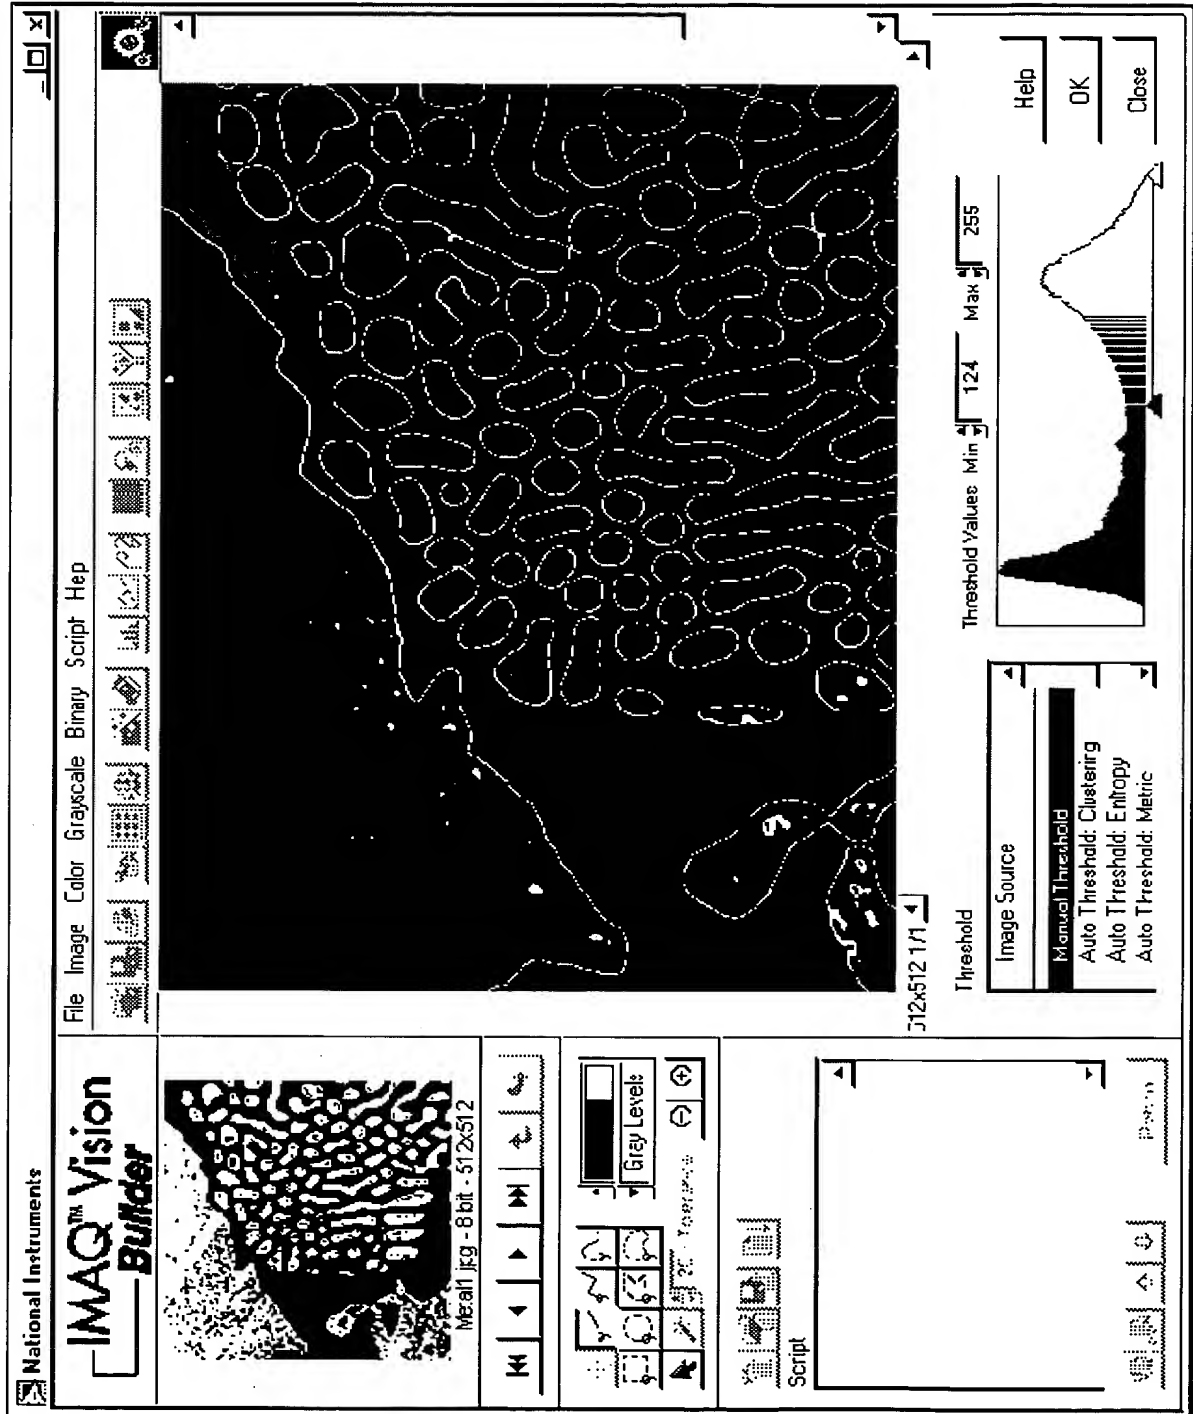 National Instruments
IMAQ™ Vision
Builder
File Image Color Grayscale Binary Script Help
Metal1.jpg - 8 bit - 512x512
Gray Level:
Script
512x512 1/1
Threshold
Image Source
Manual Threshold
Auto Threshold: Clustering
Auto Threshold: Entropy
Auto Threshold: Metric
Threshold Values Min 124 Max 255
Help
OK
Close